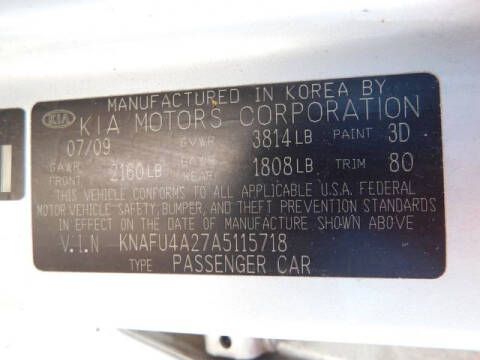 MANUFACTURED IN KOREA BY
KIA KIA MOTORS CORPORATION
07/09 GVWR 3814LB PAINT 3D
GAWR FRONT 2160LB GAWR REAR 1808LB TRIM 80
THIS VEHICLE CONFORMS TO ALL APPLICABLE U.S.A. FEDERAL
MOTOR VEHICLE SAFETY, BUMPER, AND THEFT PREVENTION STANDARDS
IN EFFECT ON THE DATE OF MANUFACTURE SHOWN ABOVE
V.I.N KNAFU4A27A5115718
TYPE PASSENGER CAR